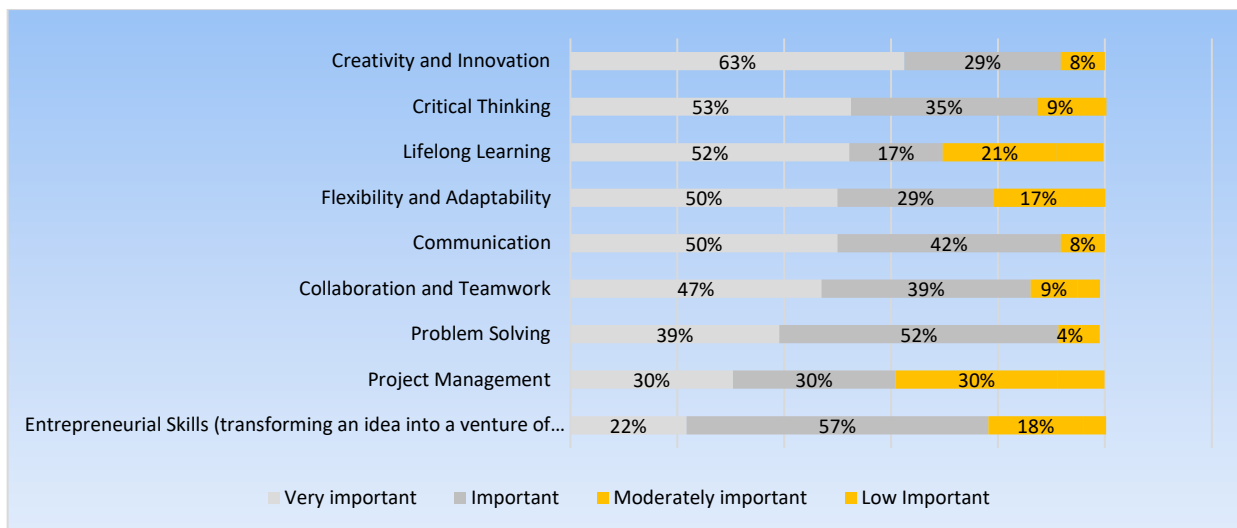 Creativity and Innovation 63% 29% 8%
Critical Thinking 53% 35% 9%
Lifelong Learning 52% 17% 21%
Flexibility and Adaptability 50% 29% 17%
Communication 50% 42% 8%
Collaboration and Teamwork 47% 39% 9%
Problem Solving 39% 52% 4%
Project Management 30% 30% 30%
Entrepreneurial Skills (transforming an idea into a venture of… 22% 57% 18%
Very important Important Moderately important Low Important